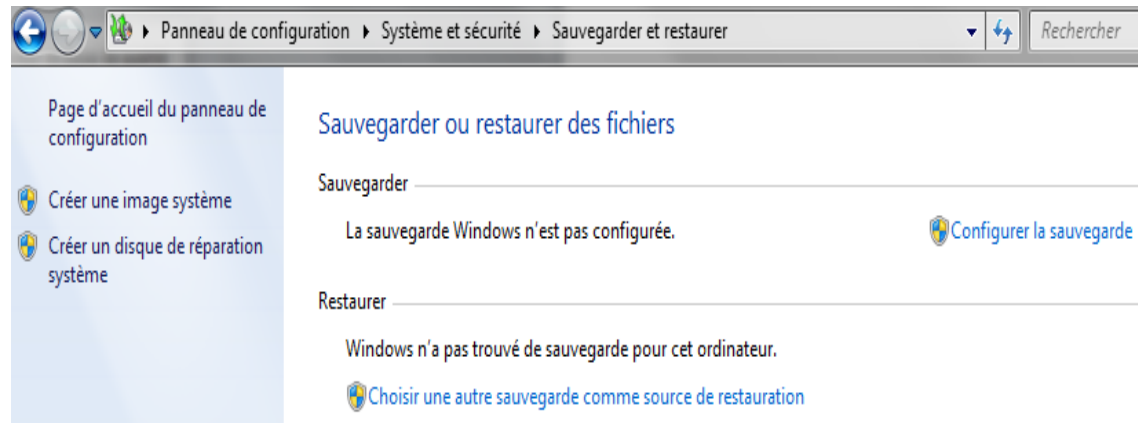 Panneau de configuration ▸ Système et sécurité ▸ Sauvegarder et restaurer
Rechercher
Page d'accueil du panneau de
configuration
Créer une image système
Créer un disque de réparation
système
Sauvegarder ou restaurer des fichiers
Sauvegarder
La sauvegarde Windows n'est pas configurée.
Configurer la sauvegarde
Restaurer
Windows n'a pas trouvé de sauvegarde pour cet ordinateur.
Choisir une autre sauvegarde comme source de restauration